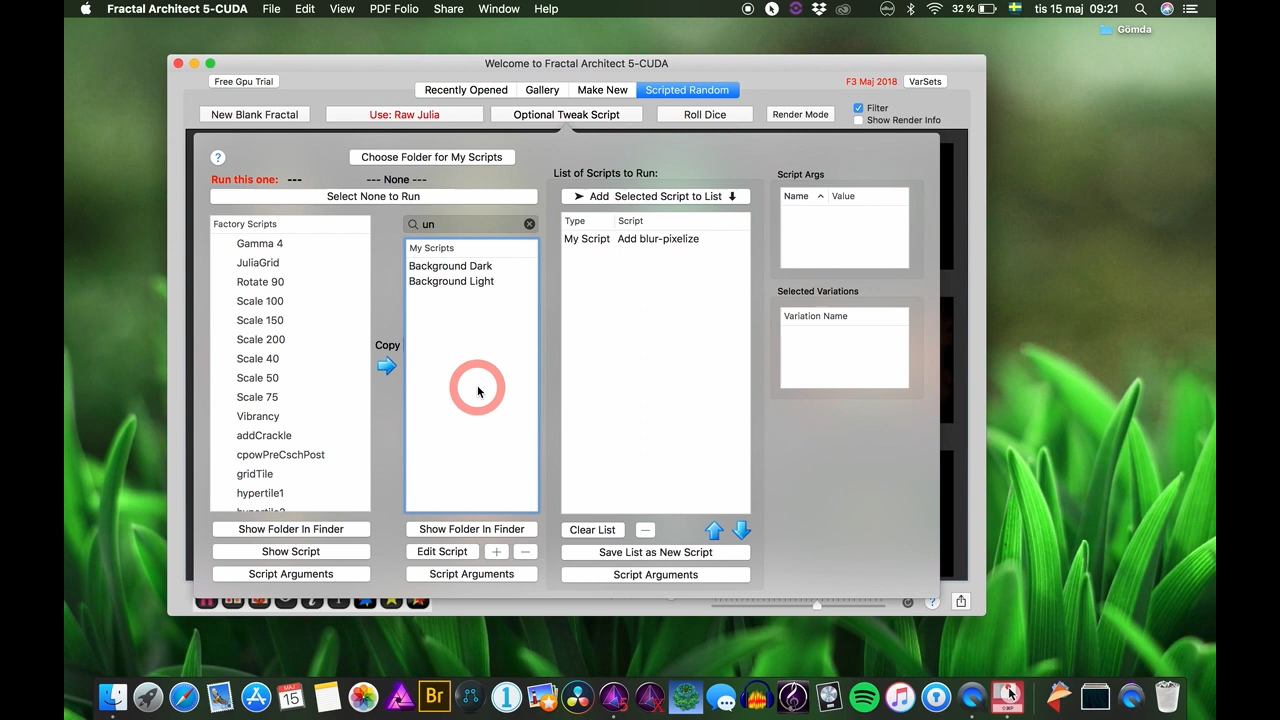 Fractal Architect 5-CUDA File Edit View PDF Folio Share Window Help 32 % tis 15 maj 09:21
Gömda
Welcome to Fractal Architect 5-CUDA
Free Gpu Trial
Recently Opened Gallery Make New Scripted Random
F3 Maj 2018 VarSets
New Blank Fractal Use: Raw Julia Optional Tweak Script Roll Dice Render Mode
Filter
Show Render Info
? Choose Folder for My Scripts
Run this one: --- --- None ---
Select None to Run
List of Scripts to Run:
➤ Add Selected Script to List
Script Args
Name Value
Factory Scripts
Gamma 4
JuliaGrid
Rotate 90
Scale 100
Scale 150
Scale 200
Scale 40
Scale 50
Scale 75
Vibrancy
addCrackle
cpowPreCschPost
gridTile
hypertile1
Copy
un
My Scripts
Background Dark
Background Light
Type Script
My Script Add blur-pixelize
Selected Variations
Variation Name
Show Folder In Finder
Show Script
Script Arguments
Show Folder In Finder
Edit Script + −
Script Arguments
Clear List −
Save List as New Script
Script Arguments
?
MAJ
15
Br
1